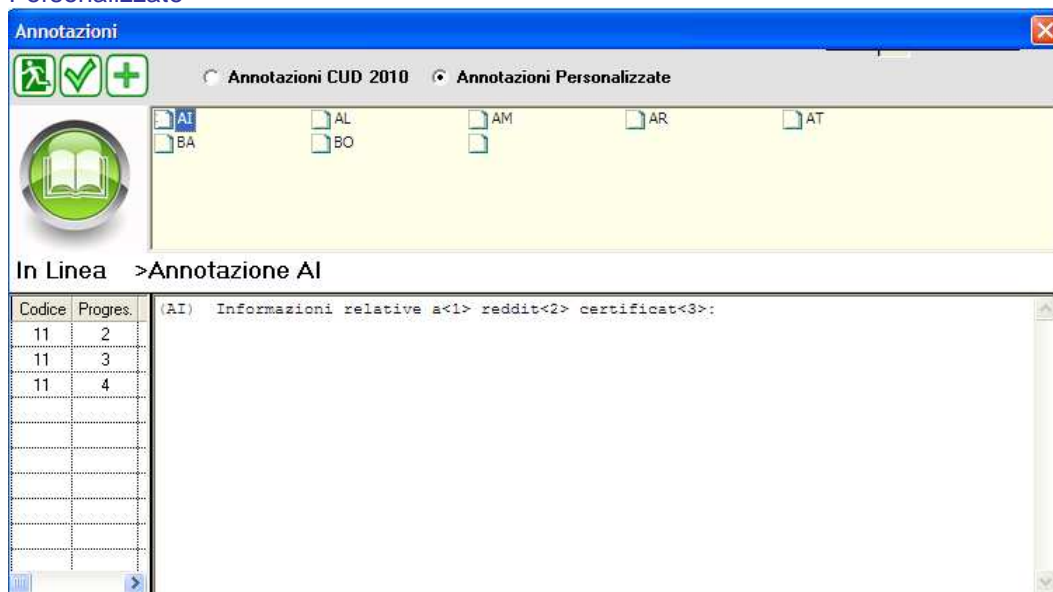 Personalizzate
Annotazioni
Annotazioni CUD 2010 Annotazioni Personalizzate
AI AL AM AR AT
BA BO
In Linea >Annotazione AI
Codice Progres. (AI) Informazioni relative a<1> reddit<2> certificat<3>:
11 2
11 3
11 4